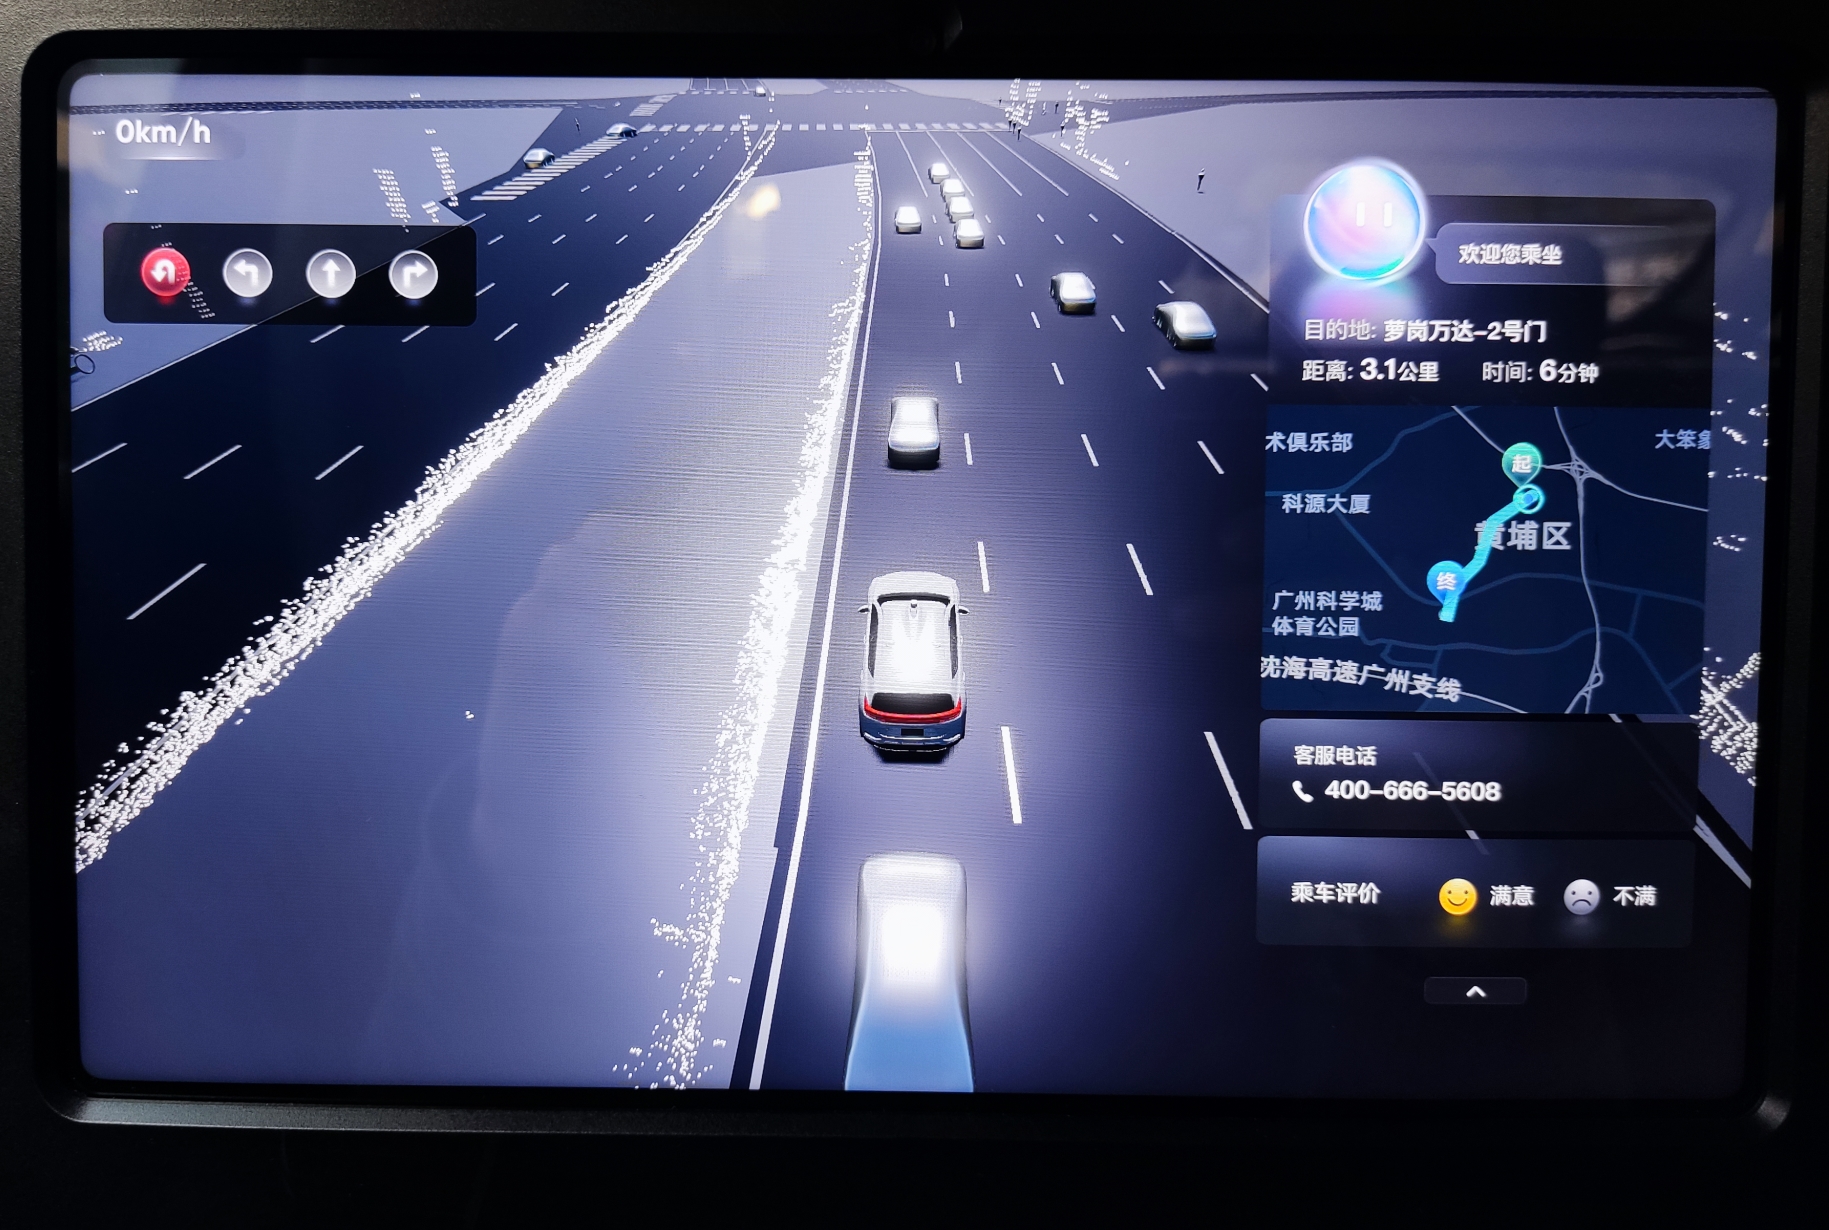 0km/h
欢迎您乘坐
目的地: 萝岗万达-2号门
距离: 3.1公里 时间: 6分钟
术俱乐部
大笨象
起
科源大厦
黄埔区
终
广州科学城
体育公园
沈海高速广州支线
客服电话
400-666-5608
乘车评价 满意 不满